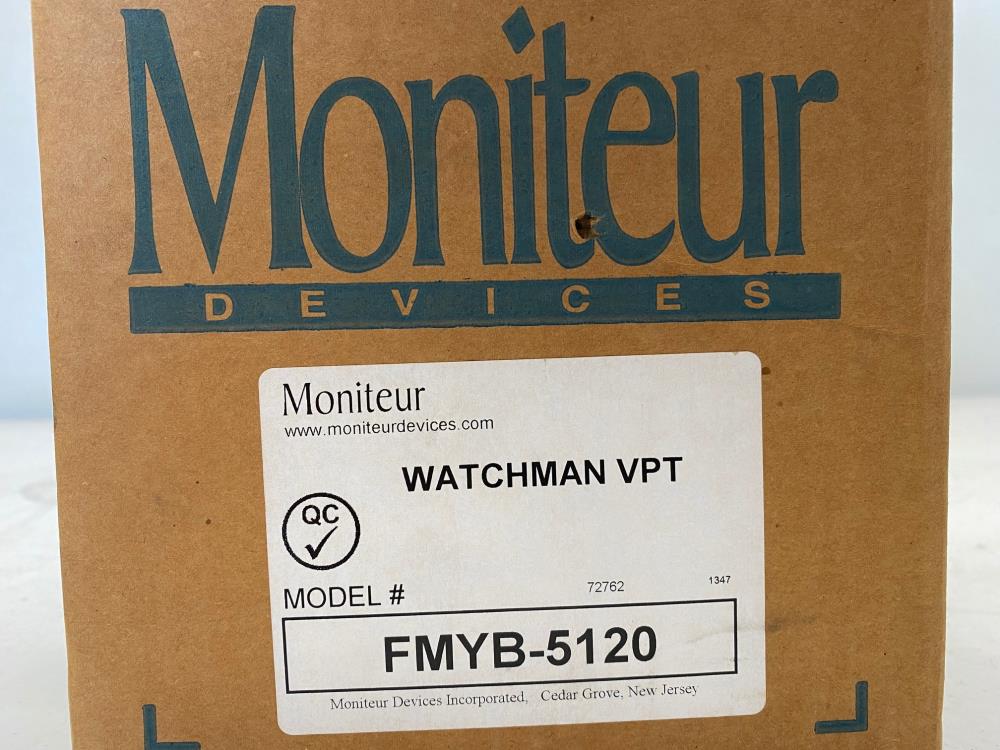 Moniteur
DEVICES
Moniteur
www.moniteurdevices.com
WATCHMAN VPT
QC
MODEL # 72762 1347
FMYB-5120
Moniteur Devices Incorporated, Cedar Grove, New Jersey